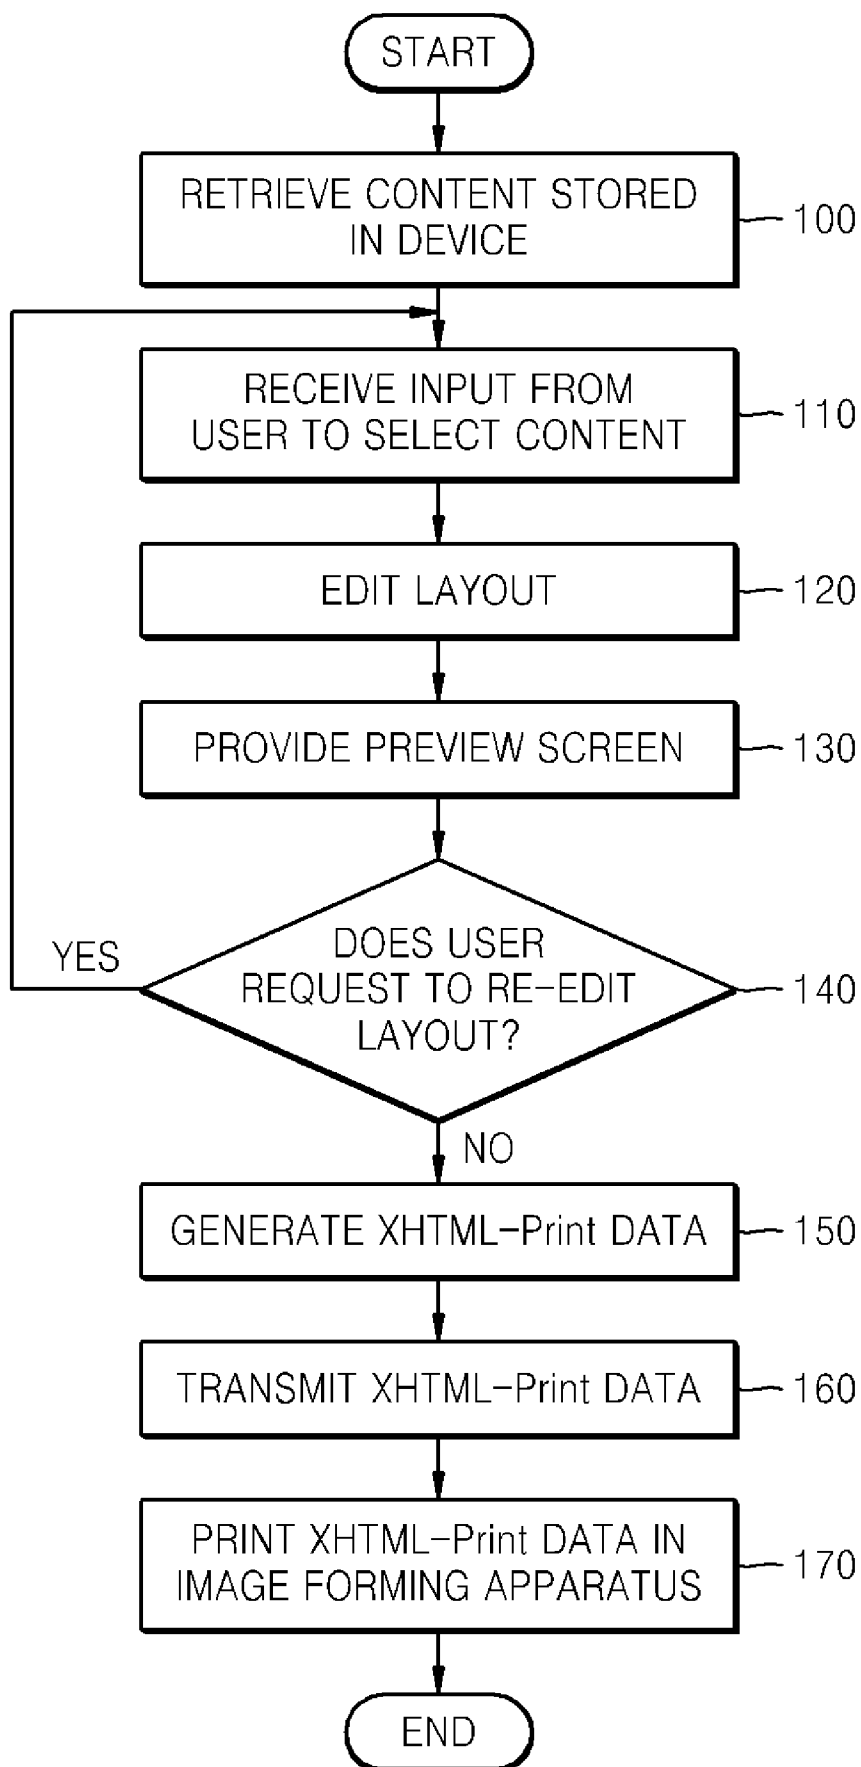 START
RETRIEVE CONTENT STORED
IN DEVICE
100
RECEIVE INPUT FROM
USER TO SELECT CONTENT
110
EDIT LAYOUT
120
PROVIDE PREVIEW SCREEN
130
YES
DOES USER
REQUEST TO RE-EDIT
LAYOUT?
140
NO
GENERATE XHTML-Print DATA
150
TRANSMIT XHTML-Print DATA
160
PRINT XHTML-Print DATA IN
IMAGE FORMING APPARATUS
170
END